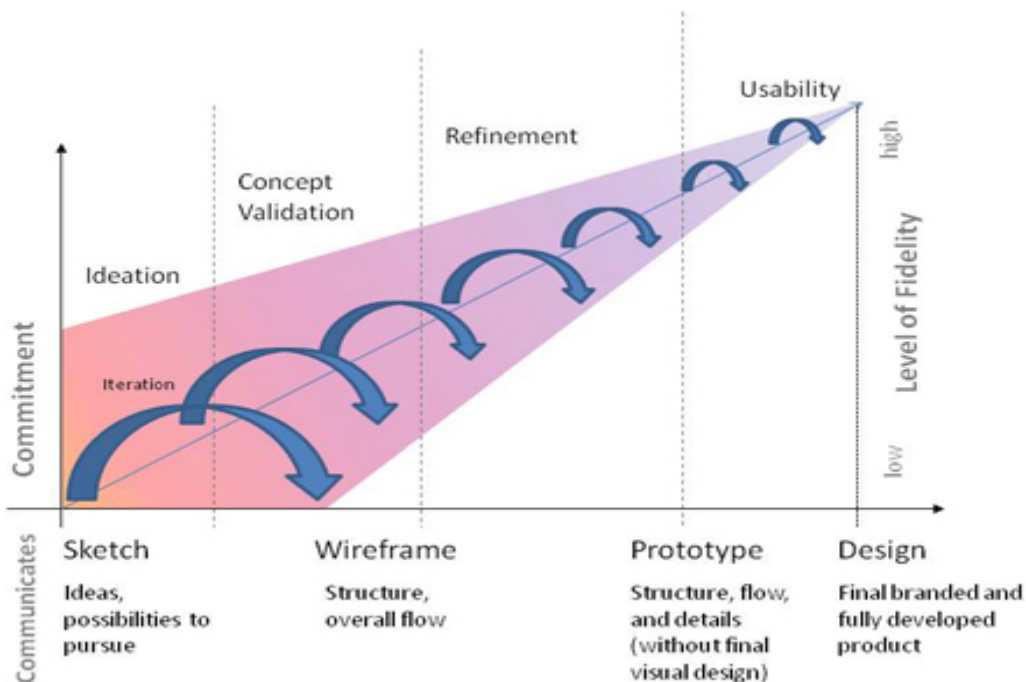 Usability
Refinement
Concept
Validation
Ideation
Iteration
Commitment
high
Level of Fidelity
low
Communicates
Sketch
Ideas,
possibilities to
pursue
Wireframe
Structure,
overall flow
Prototype
Structure, flow,
and details
(without final
visual design)
Design
Final branded and
fully developed
product